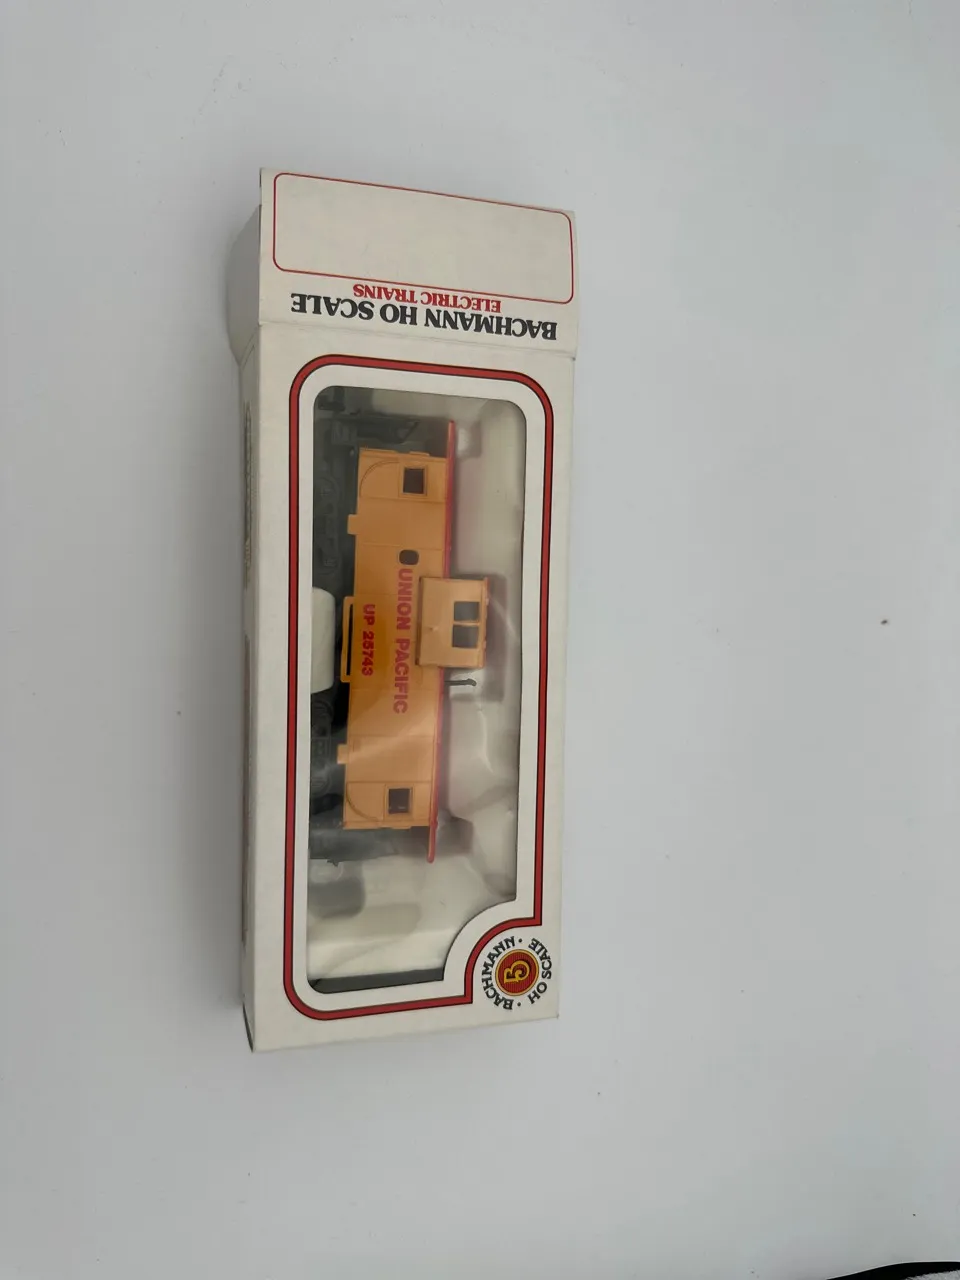 BACHMANN HO SCALE
ELECTRIC TRAINS
UNION PACIFIC
UP 25743
BACHMANN • HO SCALE •
B